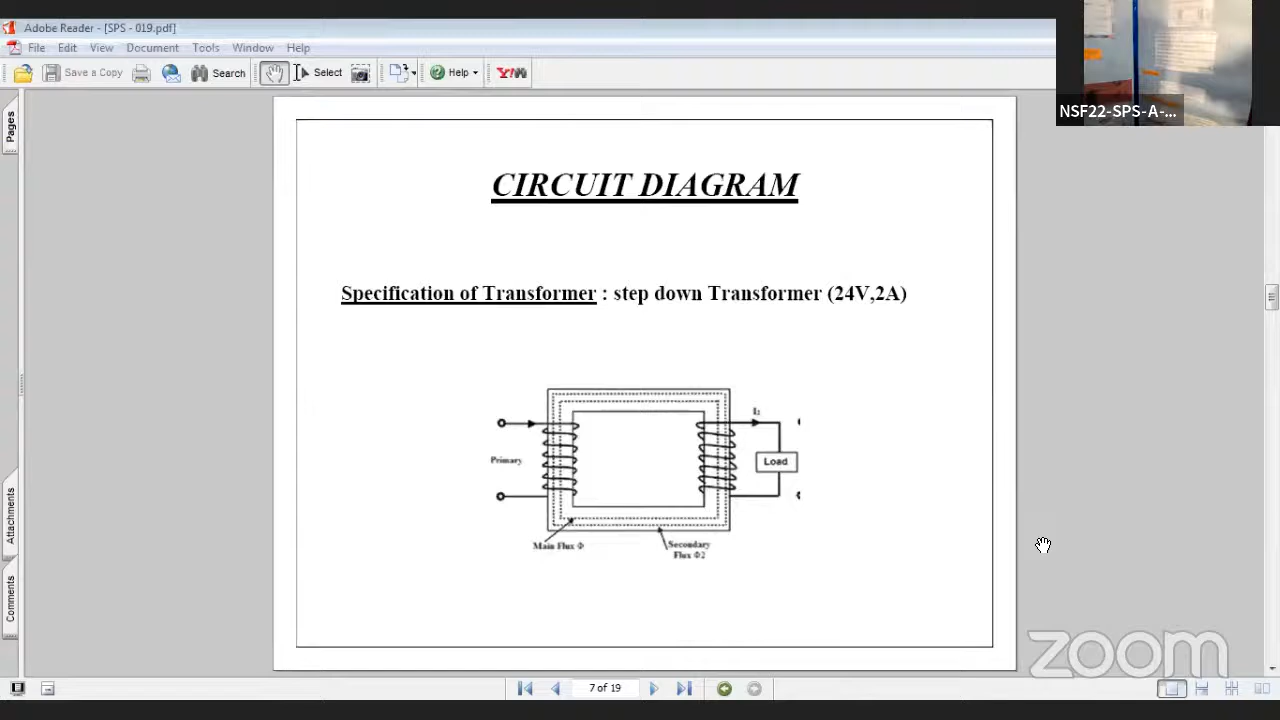 Adobe Reader - [SPS - 019.pdf]
File Edit View Document Tools Window Help
Save a Copy Search Select Help Y!
NSF22-SPS-A-...
Pages
CIRCUIT DIAGRAM
Specification of Transformer : step down Transformer (24V,2A)
I₂
Primary
Load
Main Flux Φ
Secondary
Flux Φ2
Attachments
Comments
zoom
7 of 19